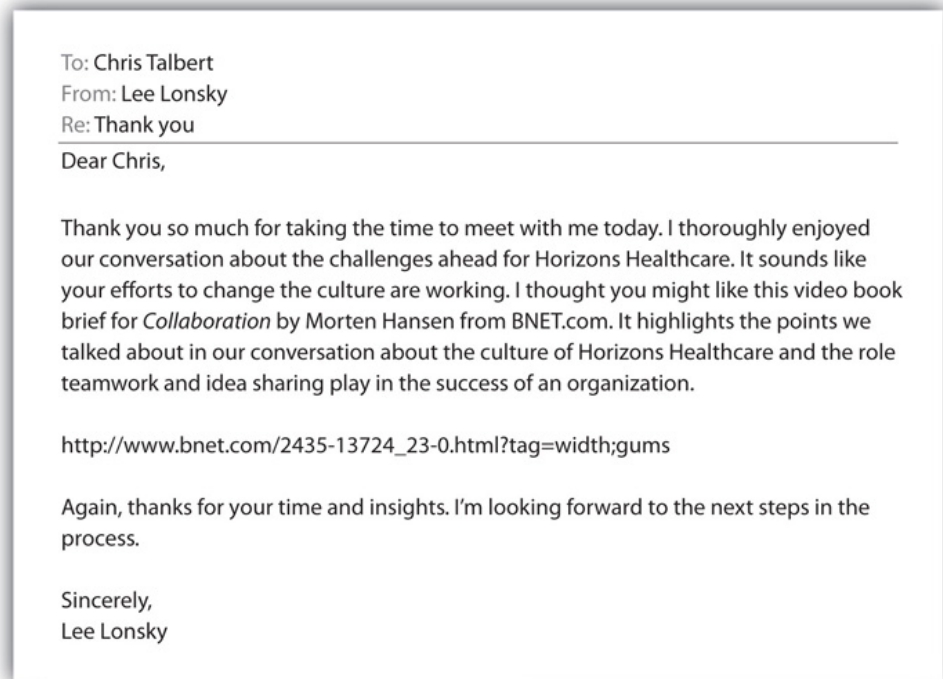 To: Chris Talbert
From: Lee Lonsky
Re: Thank you
Dear Chris,
Thank you so much for taking the time to meet with me today. I thoroughly enjoyed
our conversation about the challenges ahead for Horizons Healthcare. It sounds like
your efforts to change the culture are working. I thought you might like this video book
brief for Collaboration by Morten Hansen from BNET.com. It highlights the points we
talked about in our conversation about the culture of Horizons Healthcare and the role
teamwork and idea sharing play in the success of an organization.
http://www.bnet.com/2435-13724_23-0.html?tag=width;gums
Again, thanks for your time and insights. I’m looking forward to the next steps in the
process.
Sincerely,
Lee Lonsky